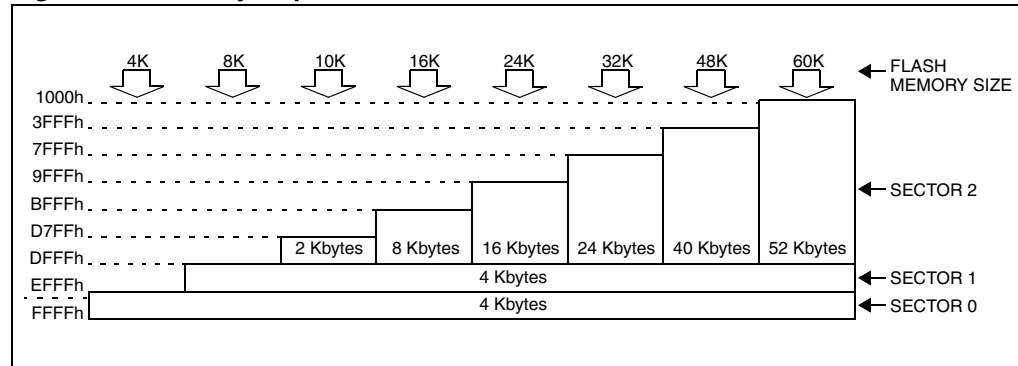 4K 8K 10K 16K 24K 32K 48K 60K
FLASH
MEMORY SIZE
1000h
3FFFh
7FFFh
9FFFh
BFFFh
SECTOR 2
D7FFh
2 Kbytes 8 Kbytes 16 Kbytes 24 Kbytes 40 Kbytes 52 Kbytes
DFFFh
4 Kbytes
SECTOR 1
EFFFh
4 Kbytes
SECTOR 0
FFFFh